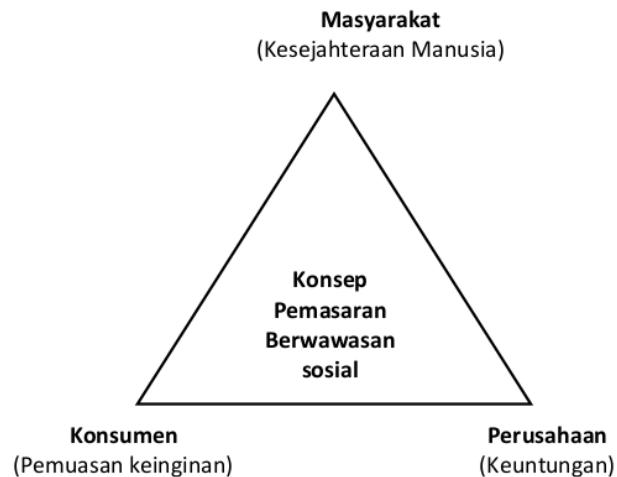 Masyarakat
(Kesejahteraan Manusia)
Konsep
Pemasaran
Berwawasan
sosial
Konsumen
(Pemuasan keinginan)
Perusahaan
(Keuntungan)